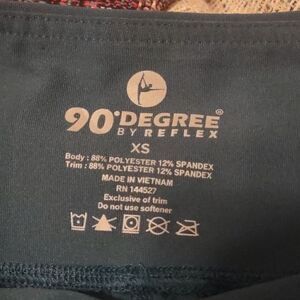 90°DEGREE®
BY REFLEX
XS
Body : 88% POLYESTER 12% SPANDEX
Trim : 88% POLYESTER 12% SPANDEX
MADE IN VIETNAM
RN 144527
Exclusive of trim
Do not use softener